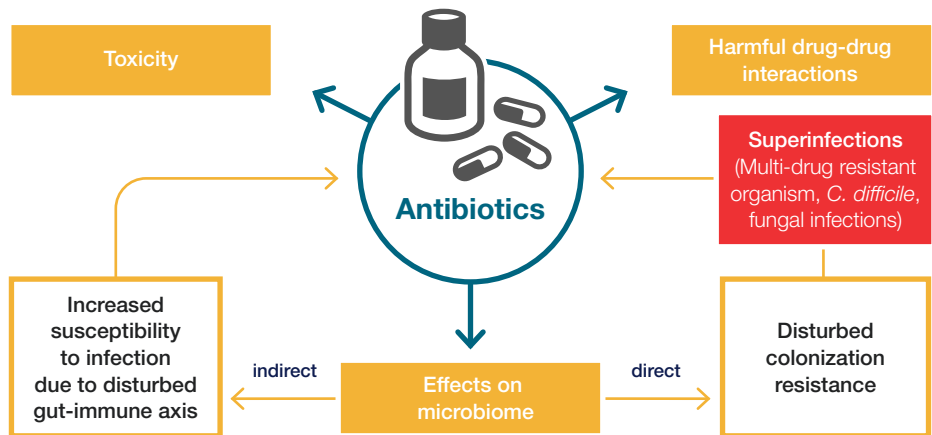 Toxicity
Harmful drug-drug
interactions
Superinfections
(Multi-drug resistant
organism, C. difficile,
fungal infections)
Antibiotics
Increased
susceptibility
to infection
due to disturbed
gut-immune axis
indirect
Effects on
microbiome
direct
Disturbed
colonization
resistance